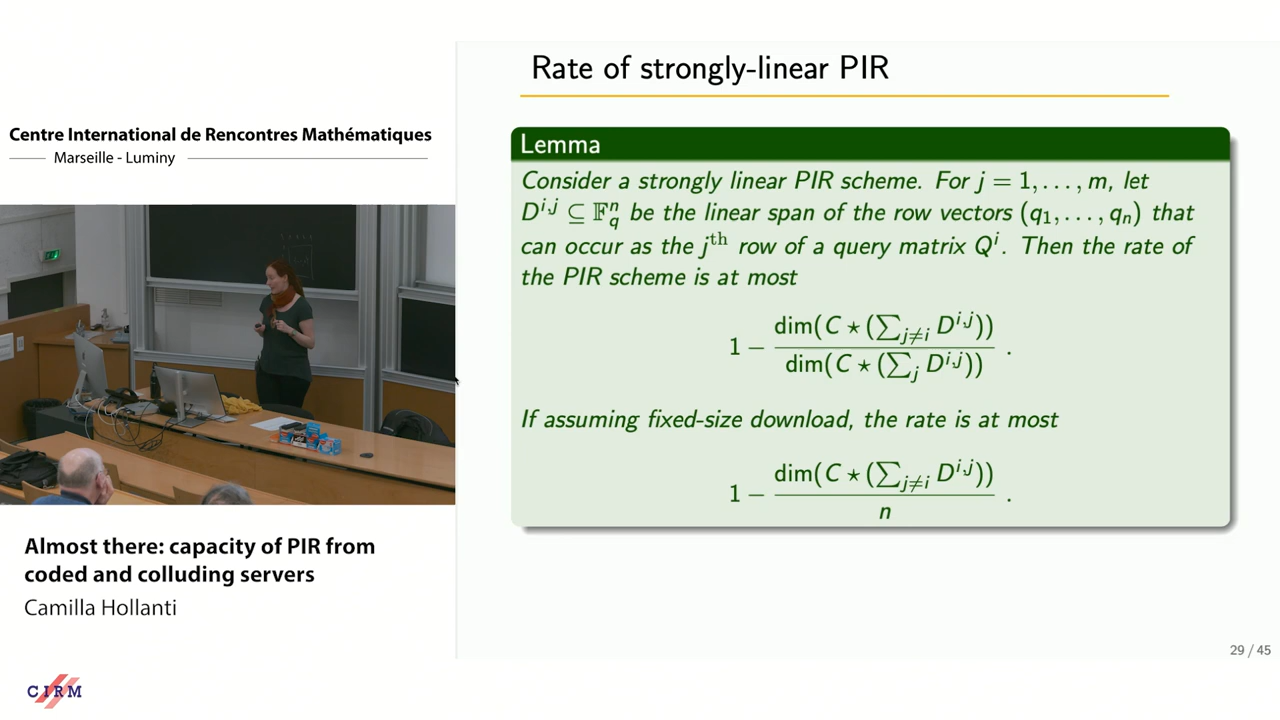 Centre International de Rencontres Mathématiques
Marseille - Luminy
Almost there: capacity of PIR from
coded and colluding servers
Camilla Hollanti
CIRM
Rate of strongly-linear PIR
Lemma
Consider a strongly linear PIR scheme. For j = 1, . . . , m, let
D^{i,j} ⊆ 𝔽_q^n be the linear span of the row vectors (q₁, . . . , qₙ) that
can occur as the j^{th} row of a query matrix Q^i. Then the rate of
the PIR scheme is at most
1 − dim(C ⋆ (∑_{j≠i} D^{i,j})) / dim(C ⋆ (∑_j D^{i,j})) .
If assuming fixed-size download, the rate is at most
1 − dim(C ⋆ (∑_{j≠i} D^{i,j})) / n .
29 / 45